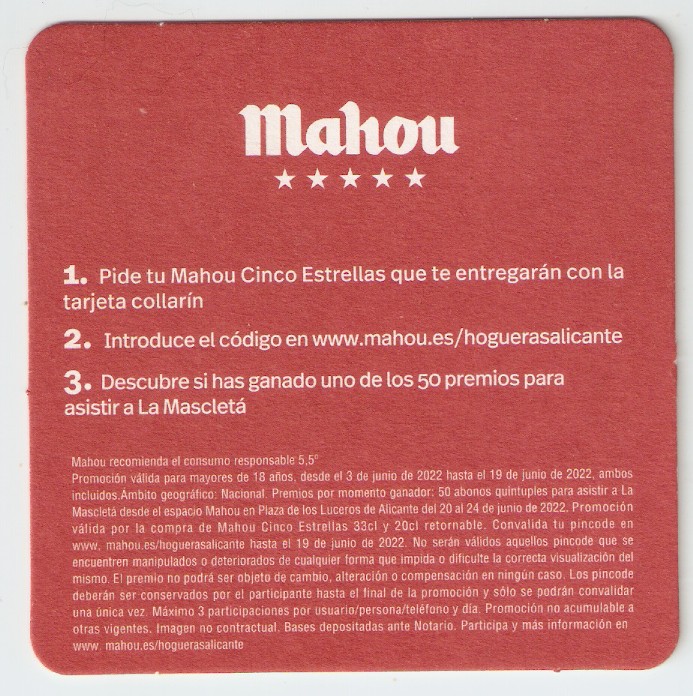 Mahou
★★★★★
1. Pide tu Mahou Cinco Estrellas que te entregarán con la
tarjeta collarín
2. Introduce el código en www.mahou.es/hoguerasalicante
3. Descubre si has ganado uno de los 50 premios para
asistir a La Mascletá
Mahou recomienda el consumo responsable 5,5°
Promoción válida para mayores de 18 años, desde el 3 de junio de 2022 hasta el 19 de junio de 2022, ambos
incluidos.Ámbito geográfico: Nacional. Premios por momento ganador: 50 abonos quintuples para asistir a La
Mascletá desde el espacio Mahou en Plaza de los Luceros de Alicante del 20 al 24 de junio de 2022. Promoción
válida por la compra de Mahou Cinco Estrellas 33cl y 20cl retornable. Convalida tu pincode en
www. mahou.es/hoguerasalicante hasta el 19 de junio de 2022. No serán válidos aquellos pincode que se
encuentren manipulados o deteriorados de cualquier forma que impida o dificulte la correcta visualización del
mismo. El premio no podrá ser objeto de cambio, alteración o compensación en ningún caso. Los pincode
deberán ser conservados por el participante hasta el final de la promoción y sólo se podrán convalidar
una única vez. Máximo 3 participaciones por usuario/persona/teléfono y día. Promoción no acumulable a
otras vigentes. Imagen no contractual. Bases depositadas ante Notario. Participa y más información en
www. mahou.es/hoguerasalicante